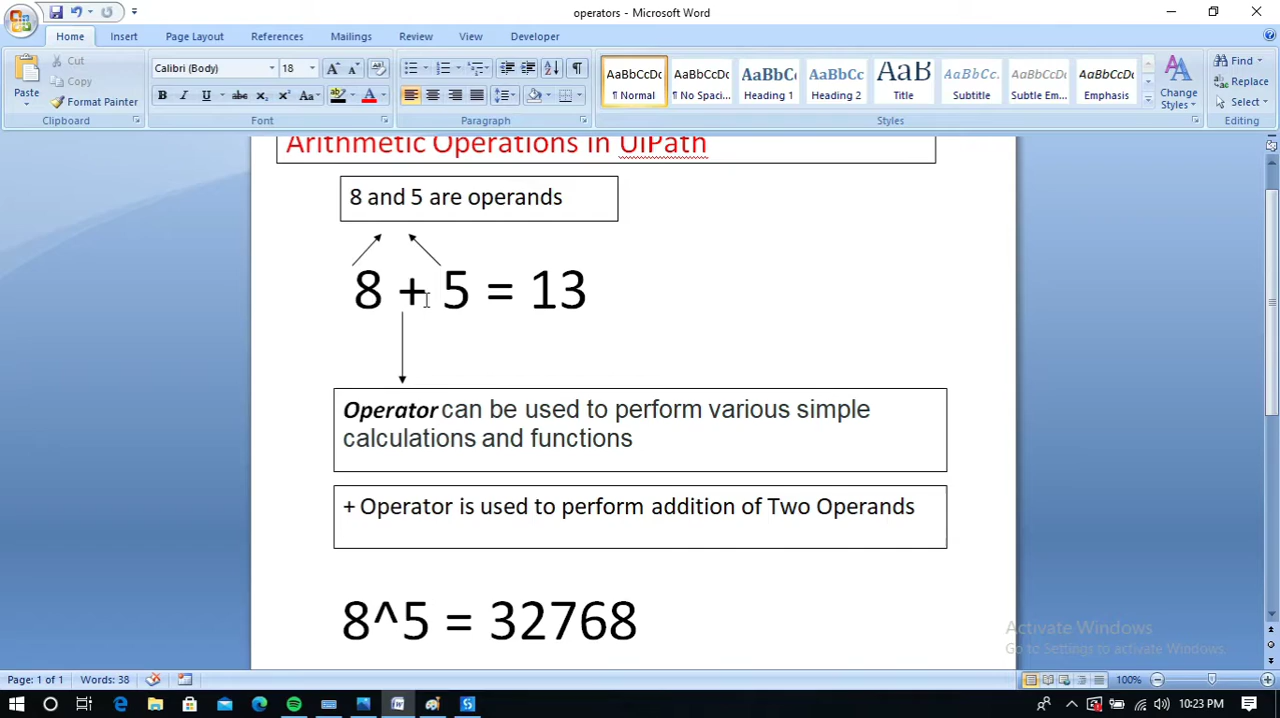 operators - Microsoft Word
Home Insert Page Layout References Mailings Review View Developer
Paste
Cut
Copy
Format Painter
Clipboard
Calibri (Body) 18
Font
Paragraph
AaBbCcDc AaBbCcDc AaBbCc AaBbCc AaB AaBbCc. AaBbCcDc AaBbCcDc
¶ Normal ¶ No Spaci... Heading 1 Heading 2 Title Subtitle Subtle Em... Emphasis
Change Styles
Styles
Find
Replace
Select
Editing
Arithmetic Operations in UiPath
8 and 5 are operands
8 + 5 = 13
Operator can be used to perform various simple
calculations and functions
+ Operator is used to perform addition of Two Operands
8^5 = 32768
Activate Windows
Go to Settings to activate Windows.
Page: 1 of 1 Words: 38 100%
10:23 PM